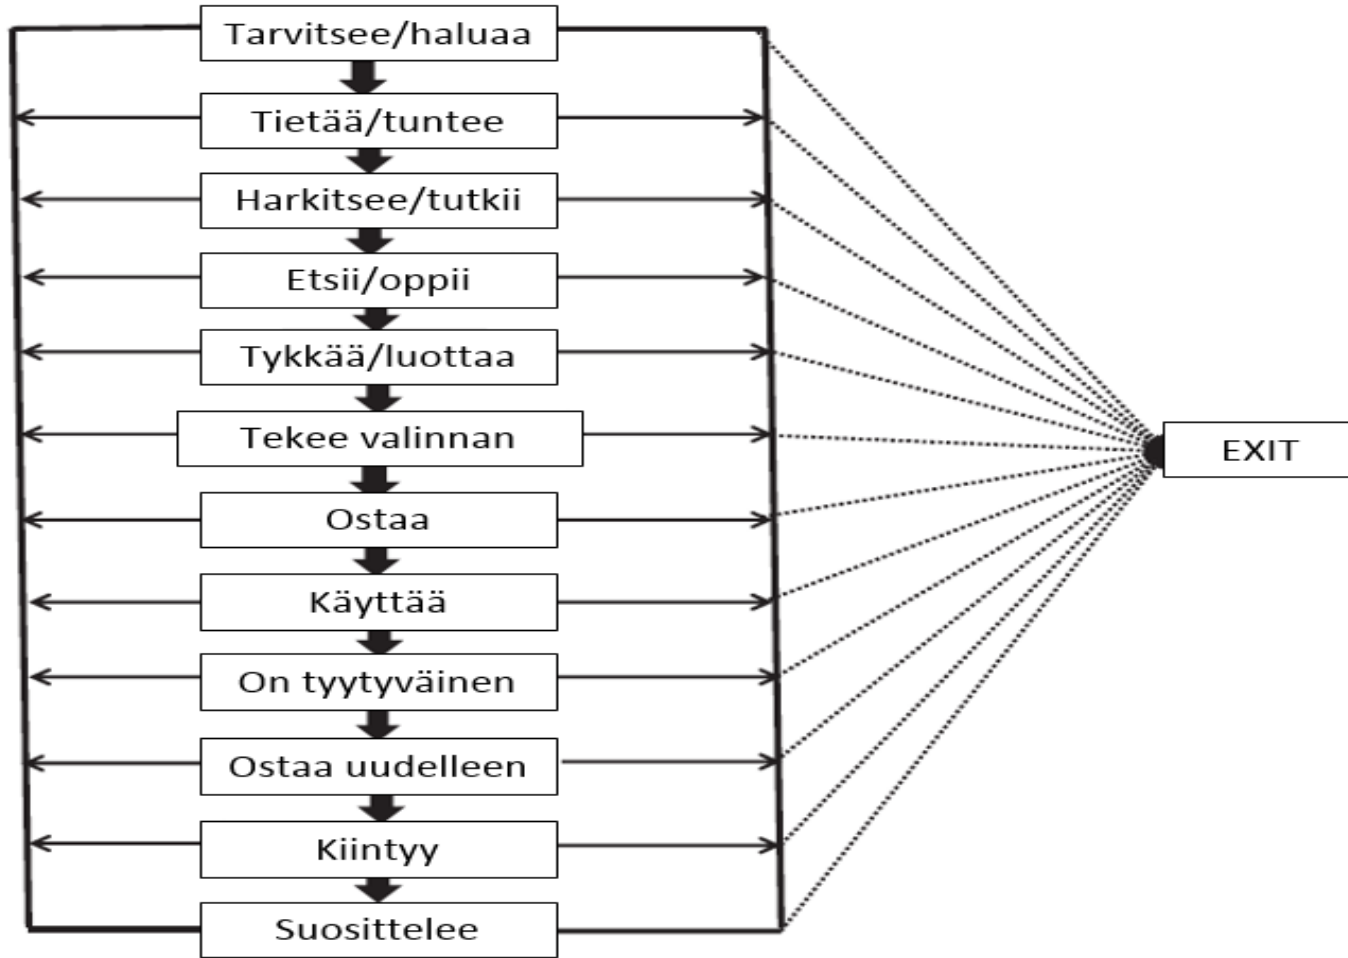 Tarvitsee/haluaa
Tietää/tuntee
Harkitsee/tutkii
Etsii/oppii
Tykkää/luottaa
Tekee valinnan
EXIT
Ostaa
Käyttää
On tyytyväinen
Ostaa uudelleen
Kiintyy
Suosittelee